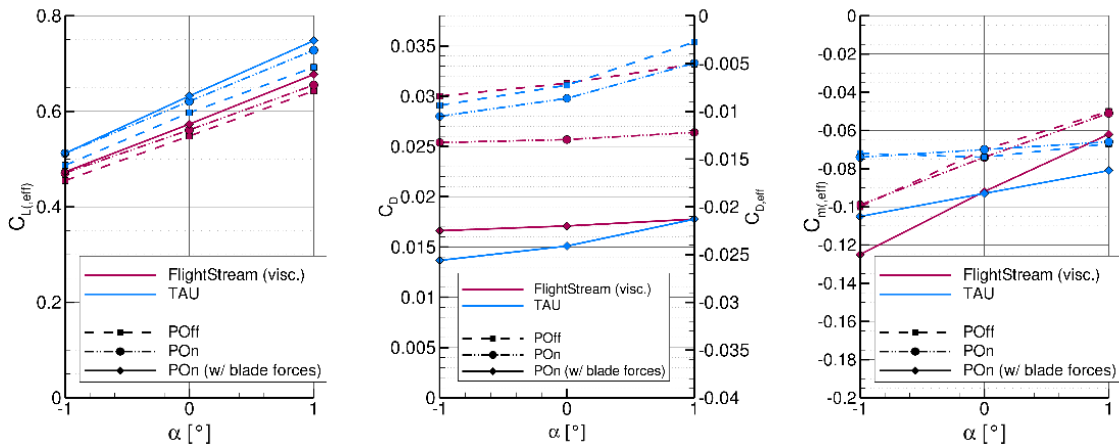 0.8
0.6
0.4
0.2
0
C_L(,eff)
-1 0 1
α [°]
FlightStream (visc.)
TAU
POff
POn
POn (w/ blade forces)
0.035
0.03
0.025
0.02
0.015
0.01
0.005
0
C_D
0
-0.005
-0.01
-0.015
-0.02
-0.025
-0.03
-0.035
-0.04
C_D,eff
-1 0 1
α [°]
FlightStream (visc.)
TAU
POff
POn
POn (w/ blade forces)
0
-0.02
-0.04
-0.06
-0.08
-0.1
-0.12
-0.14
-0.16
-0.18
-0.2
C_m(,eff)
-1 0 1
α [°]
FlightStream (visc.)
TAU
POff
POn
POn (w/ blade forces)